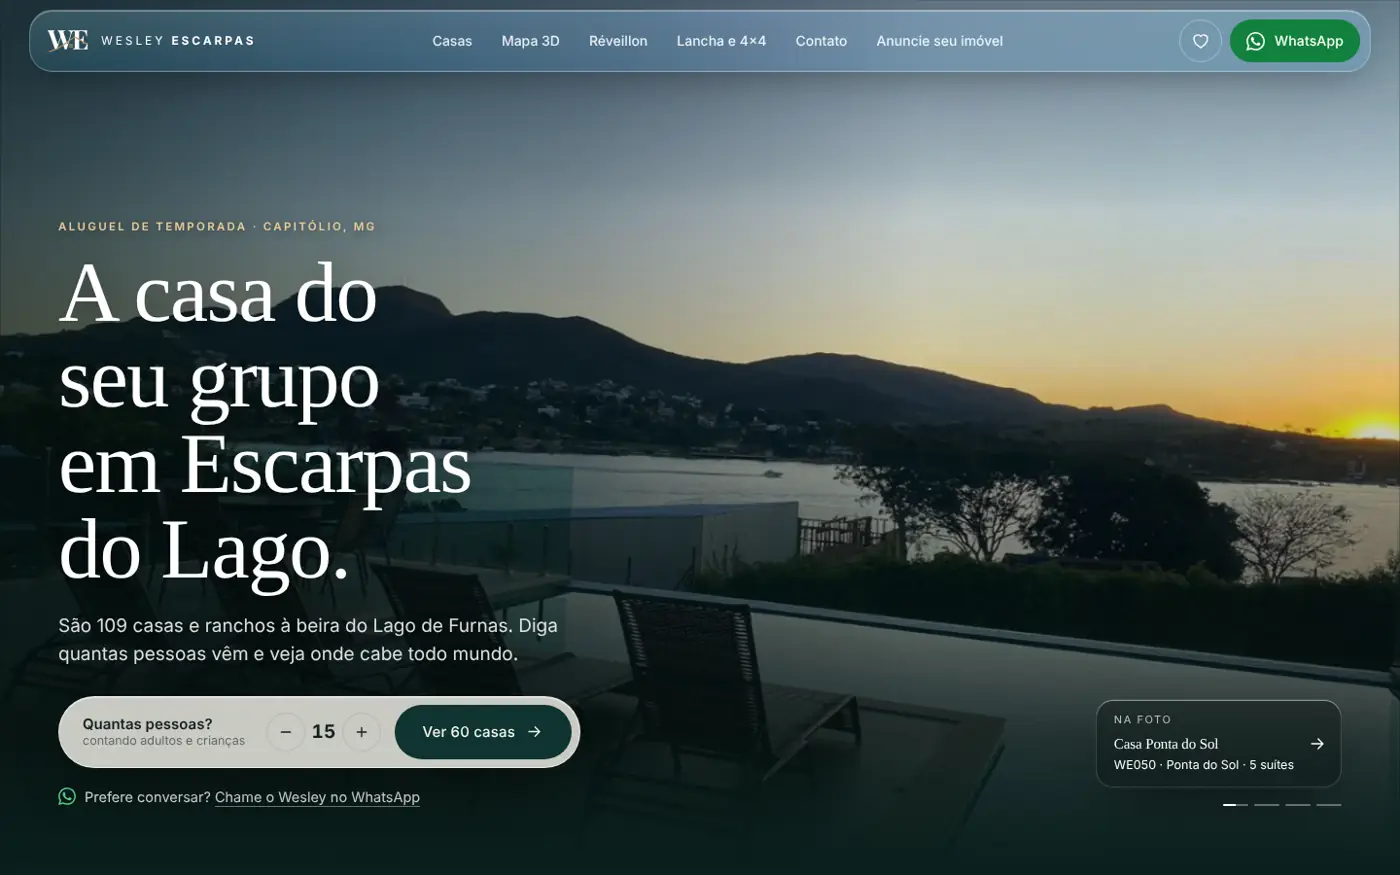 WE WESLEY ESCARPAS
Casas
Mapa 3D
Réveillon
Lancha e 4×4
Contato
Anuncie seu imóvel
WhatsApp
ALUGUEL DE TEMPORADA · CAPITÓLIO, MG
A casa do
seu grupo
em Escarpas
do Lago.
São 109 casas e ranchos à beira do Lago de Furnas. Diga
quantas pessoas vêm e veja onde cabe todo mundo.
Quantas pessoas?
contando adultos e crianças
− 15 +
Ver 60 casas →
Prefere conversar? Chame o Wesley no WhatsApp
NA FOTO
Casa Ponta do Sol →
WE050 · Ponta do Sol · 5 suítes